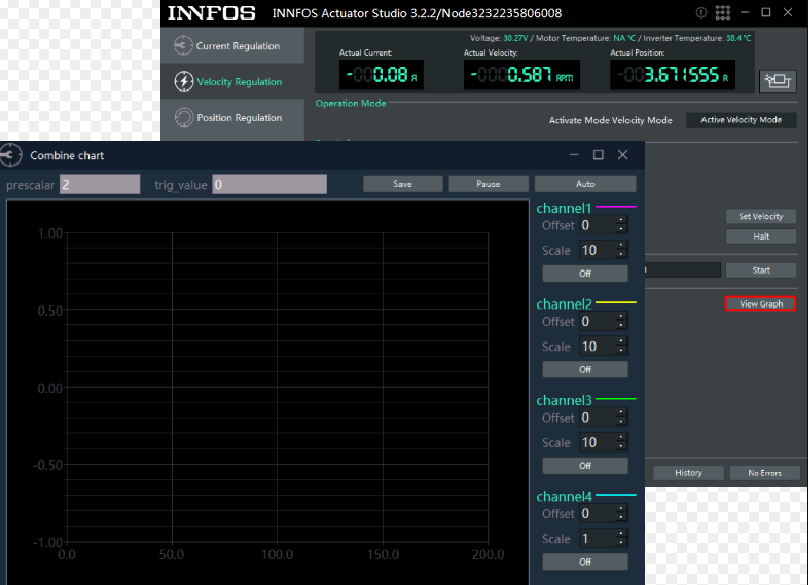 INNFOS INNFOS Actuator Studio 3.2.2/Node3232235806008
Voltage: 30.27V / Motor Temperature: NA ℃ / Inverter Temperature: 38.4 ℃
Current Regulation
Actual Current: Actual Velocity: Actual Position:
-000.08 A -0000.587 RPM -003.671555 R
Velocity Regulation
Operation Mode
Position Regulation
Activate Mode Velocity Mode Active Velocity Mode
Combine chart
prescalar 2 trig_value 0 Save Pause Auto
channel1
Offset 0
Scale 10
Off
channel2
Offset 0
Scale 10
Off
channel3
Offset 0
Scale 10
Off
channel4
Offset 0
Scale 1
Off
1.00
0.50
0.00
-0.50
-1.00
0.0 50.0 100.0 150.0 200.0
Set Velocity
Halt
0 Start
View Graph
History No Errors